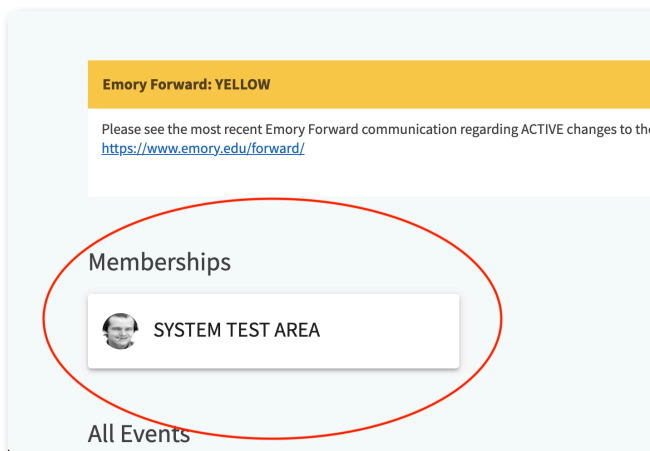 Emory Forward: YELLOW
Please see the most recent Emory Forward communication regarding ACTIVE changes to
https://www.emory.edu/forward/
Memberships
SYSTEM TEST AREA
All Events